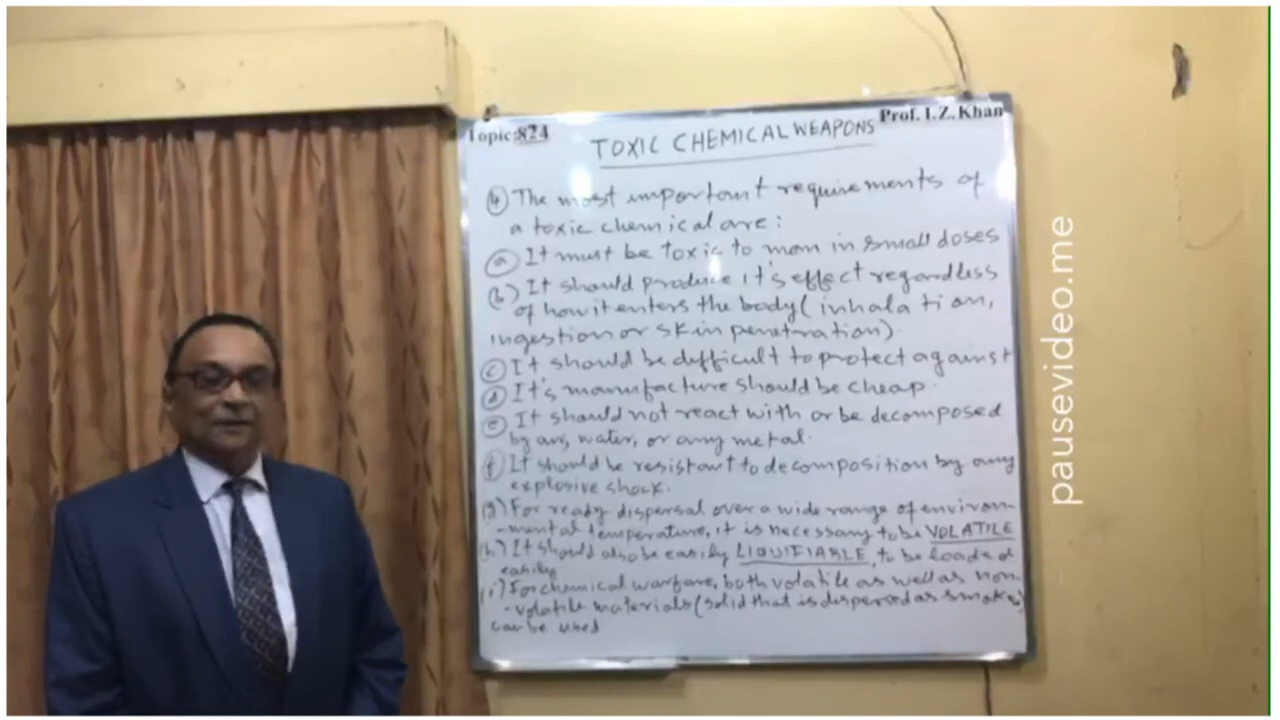 Topic:824
Prof. I.Z. Khan
TOXIC CHEMICAL WEAPONS
④ The most important requirements of
a toxic chemical are:
ⓐ It must be toxic to man in small doses
(b) It should produce it's effect regardless
of how it enters the body (inhalation,
ingestion or skin penetration).
ⓒ It should be difficult to protect against
ⓓ It's manufacture should be cheap.
ⓔ It should not react with or be decomposed
by air, water, or any metal.
(f) It should be resistant to decomposition by any
explosive shock.
(g) For ready dispersal over a wide range of environ-
-mental temperature, it is necessary to be VOLATILE
(h) It should also be easily LIQUIFIABLE, to be loaded
easily
(i) For chemical warfare, both volatile as well as non-
-volatile materials (solid that is dispersed as smoke)
can be used
pausevideo.me